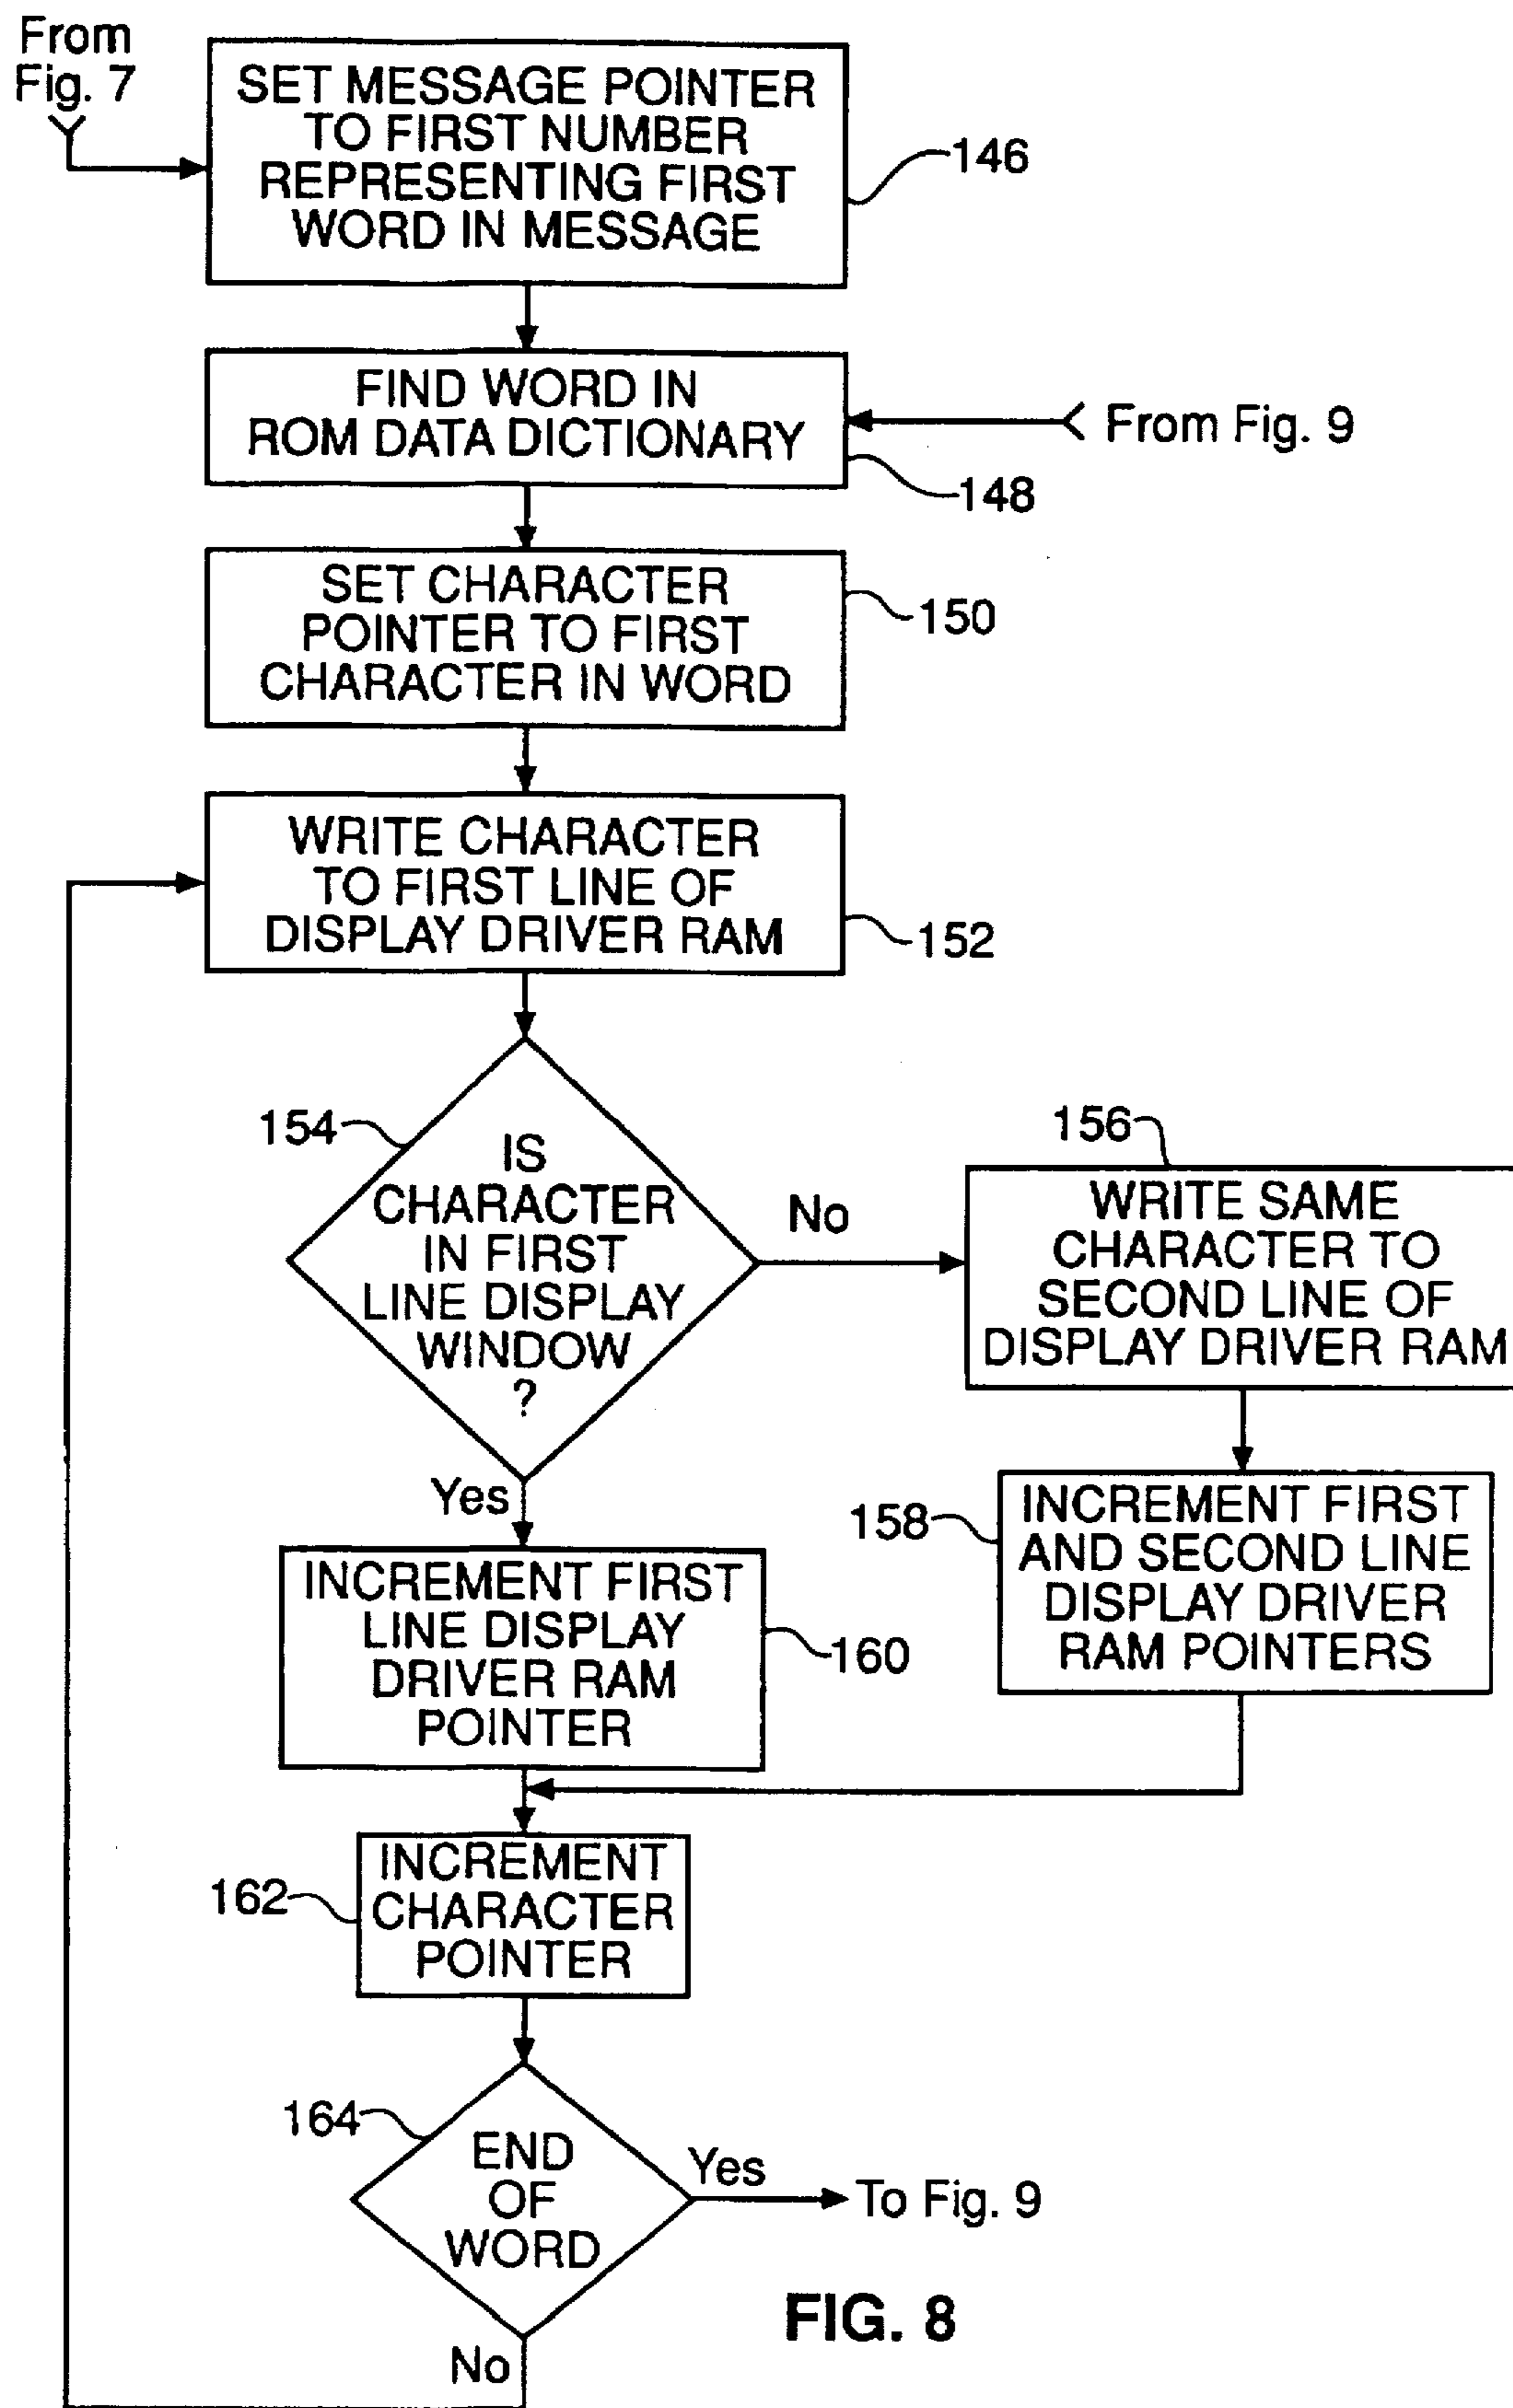 From
Fig. 7
SET MESSAGE POINTER
TO FIRST NUMBER
REPRESENTING FIRST
WORD IN MESSAGE
146
FIND WORD IN
ROM DATA DICTIONARY
From Fig. 9
148
SET CHARACTER
POINTER TO FIRST
CHARACTER IN WORD
150
WRITE CHARACTER
TO FIRST LINE OF
DISPLAY DRIVER RAM
152
154
IS
CHARACTER
IN FIRST
LINE DISPLAY
WINDOW
?
No
156
WRITE SAME
CHARACTER TO
SECOND LINE OF
DISPLAY DRIVER RAM
Yes
158
INCREMENT FIRST
AND SECOND LINE
DISPLAY DRIVER
RAM POINTERS
INCREMENT FIRST
LINE DISPLAY
DRIVER RAM
POINTER
160
162
INCREMENT
CHARACTER
POINTER
164
END
OF
WORD
Yes
To Fig. 9
No
FIG. 8